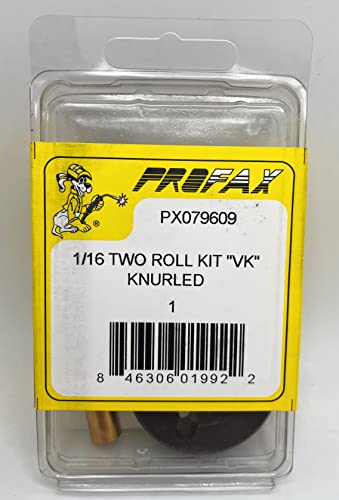 PROFAX
PX079609
1/16 TWO ROLL KIT "VK"
KNURLED
1
8 46306 01992 2